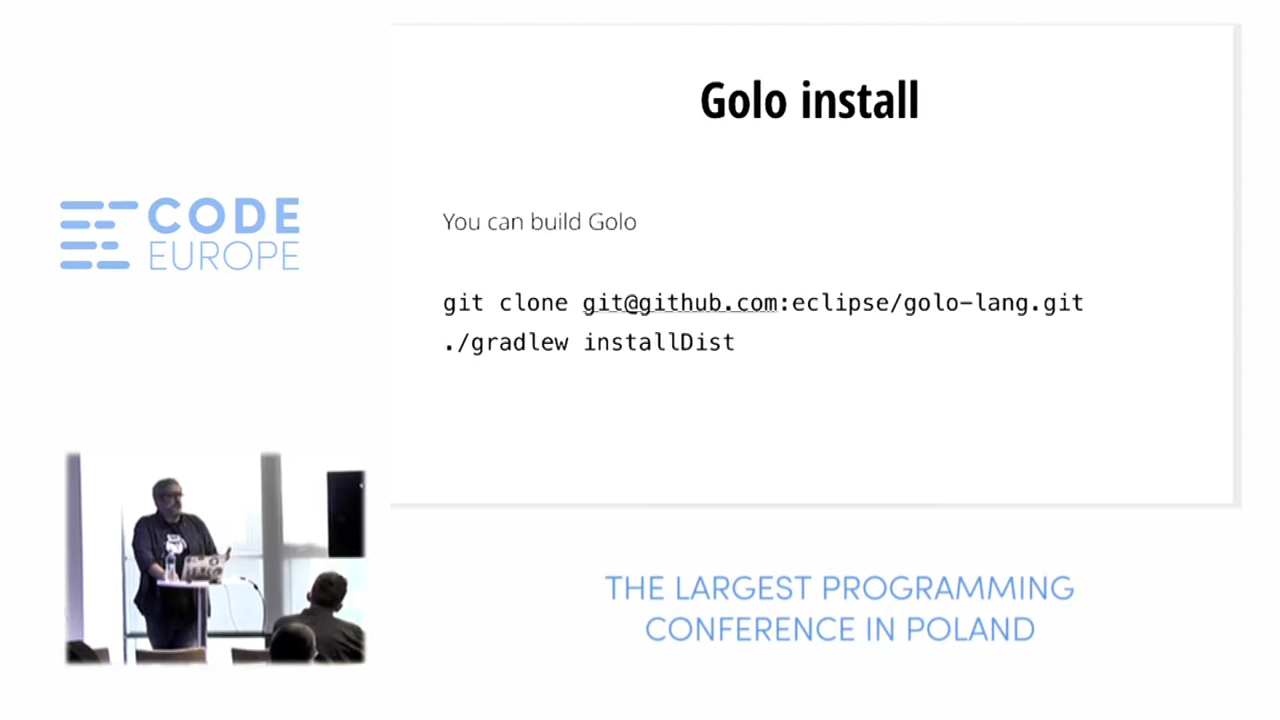 Golo install
CODE
EUROPE
You can build Golo
git clone git@github.com:eclipse/golo-lang.git
./gradlew installDist
THE LARGEST PROGRAMMING
CONFERENCE IN POLAND